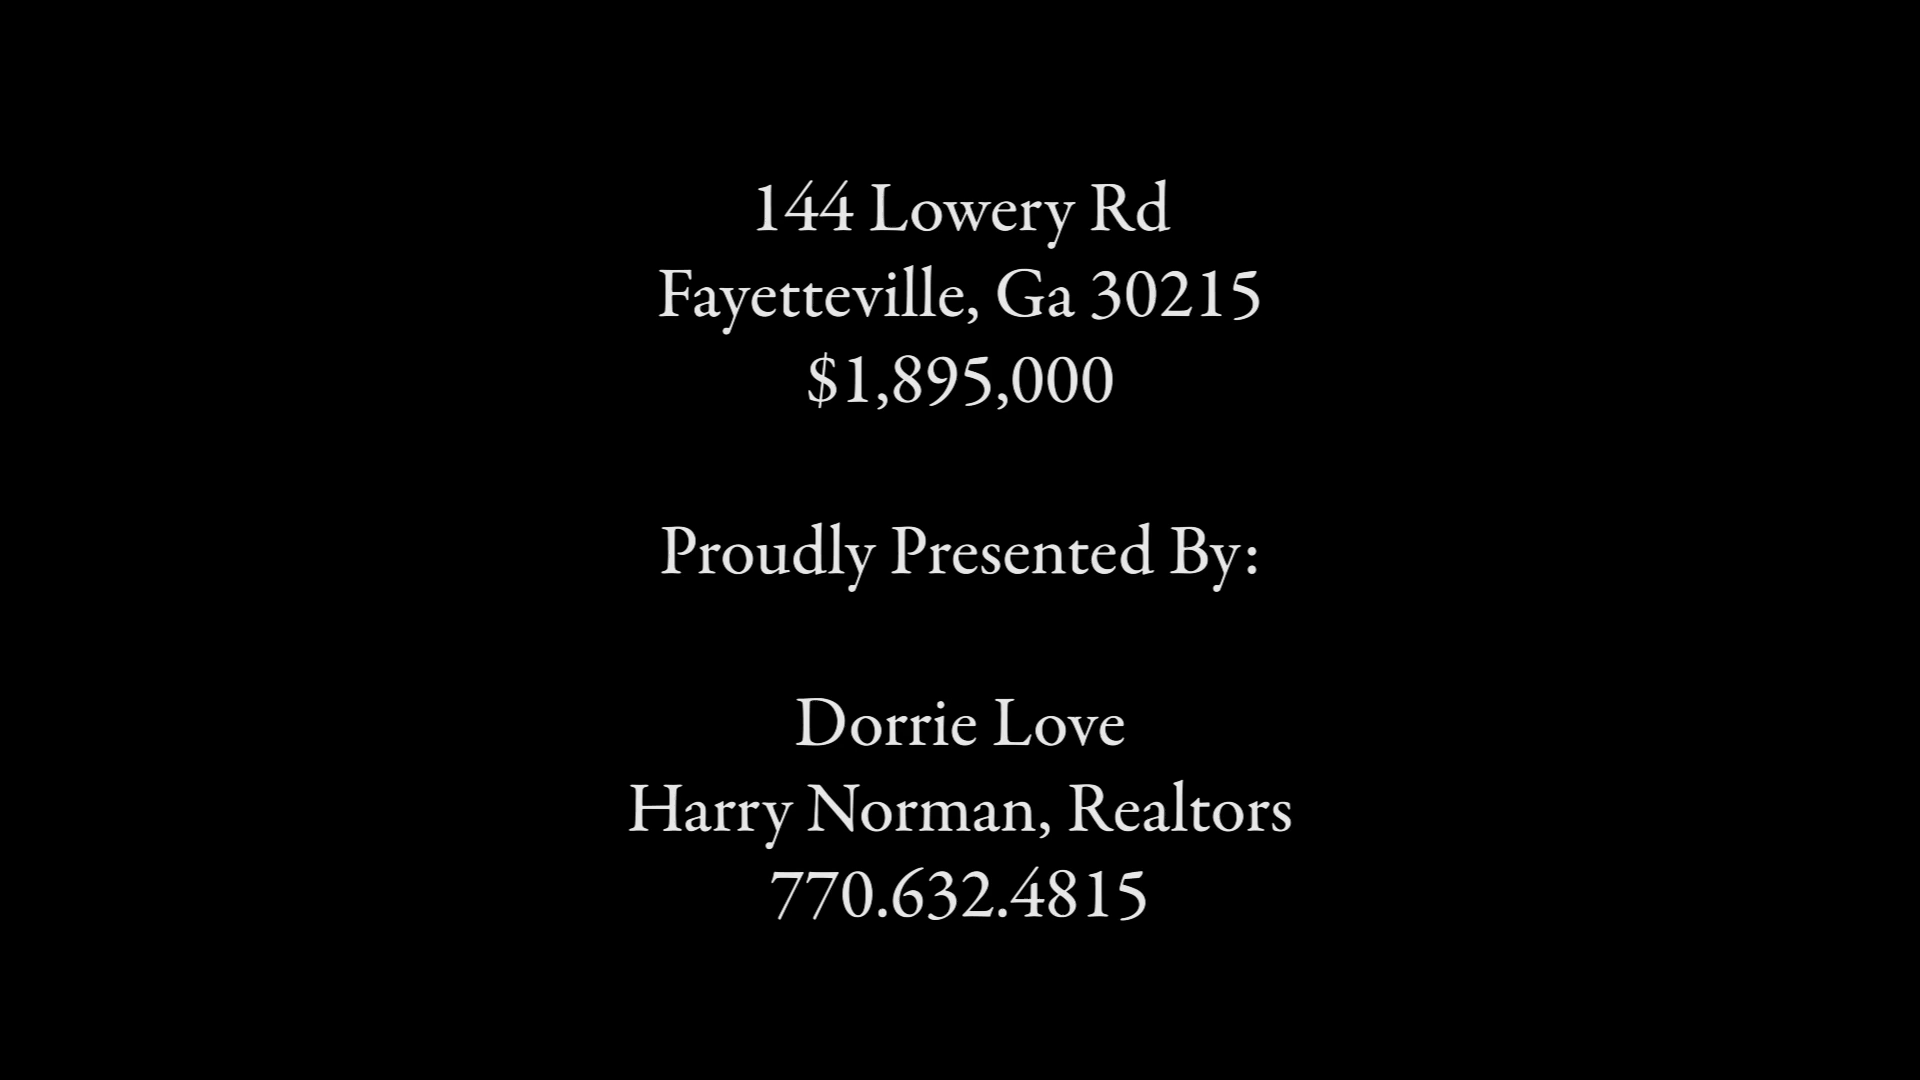 144 Lowery Rd
Fayetteville, Ga 30215
$1,895,000
Proudly Presented By:
Dorrie Love
Harry Norman, Realtors
770.632.4815